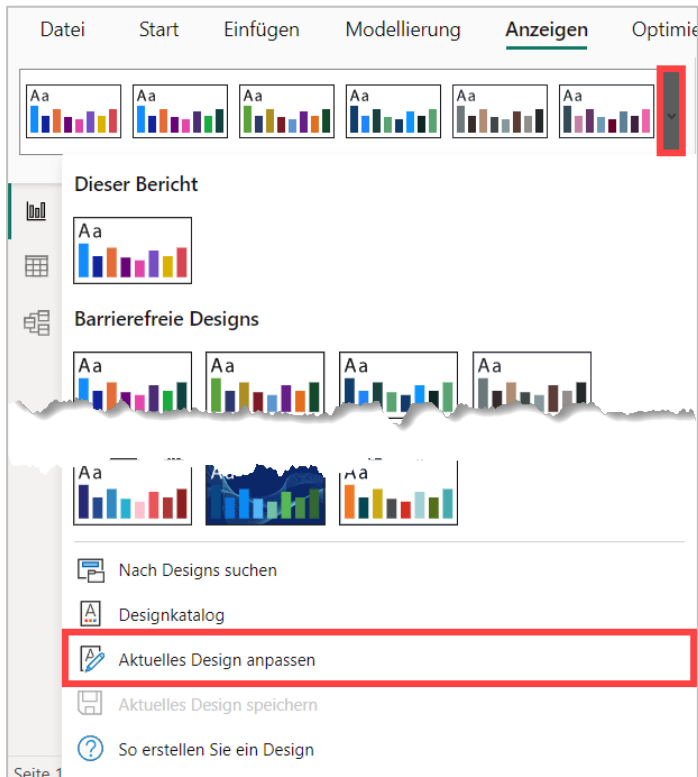 Datei Start Einfügen Modellierung Anzeigen
Aa Aa Aa Aa Aa Aa
Dieser Bericht
Aa
Barrierefreie Designs
Aa Aa Aa Aa
Aa Aa
Nach Designs suchen
Designkatalog
Aktuelles Design anpassen
Aktuelles Design speichern
So erstellen Sie ein Design
Seite 1